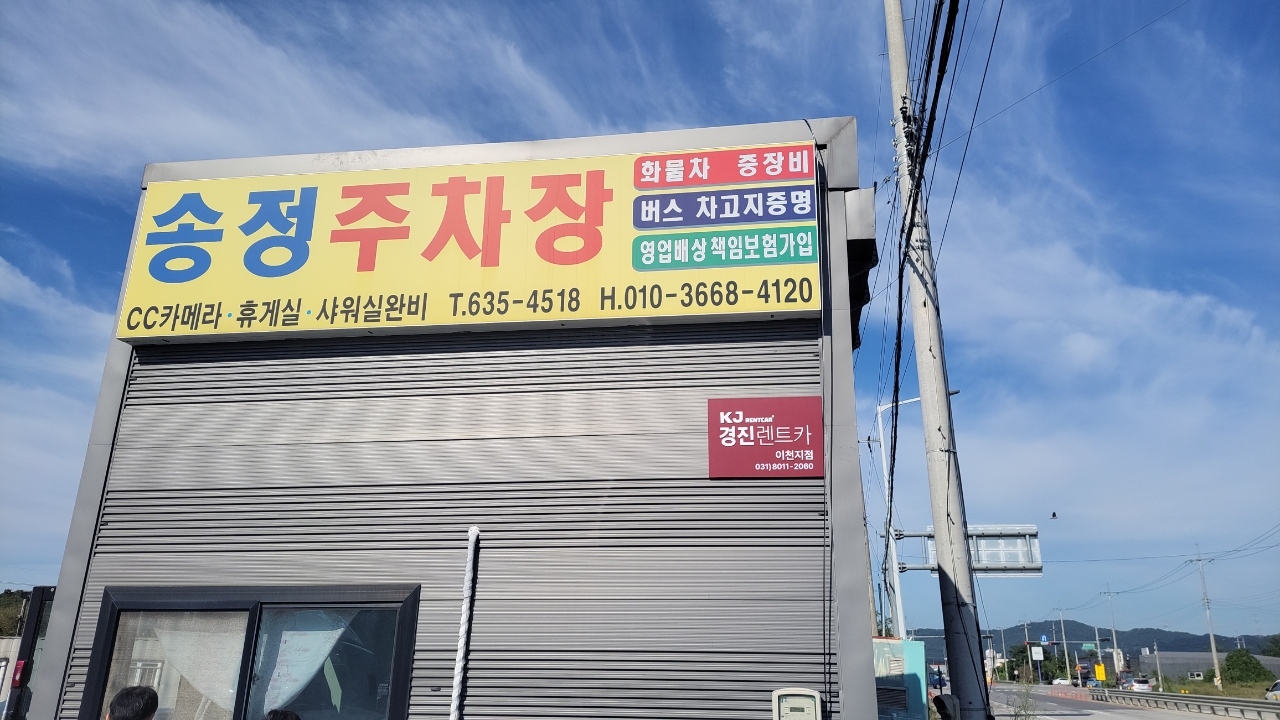 송정주차장
화물차 중장비
버스 차고지증명
영업배상책임보험가입
CC카메라·휴게실·샤워실완비 T.635-4518 H.010-3668-4120
KJ RENTCAR
경진렌트카
이천지점
031)8011-2060